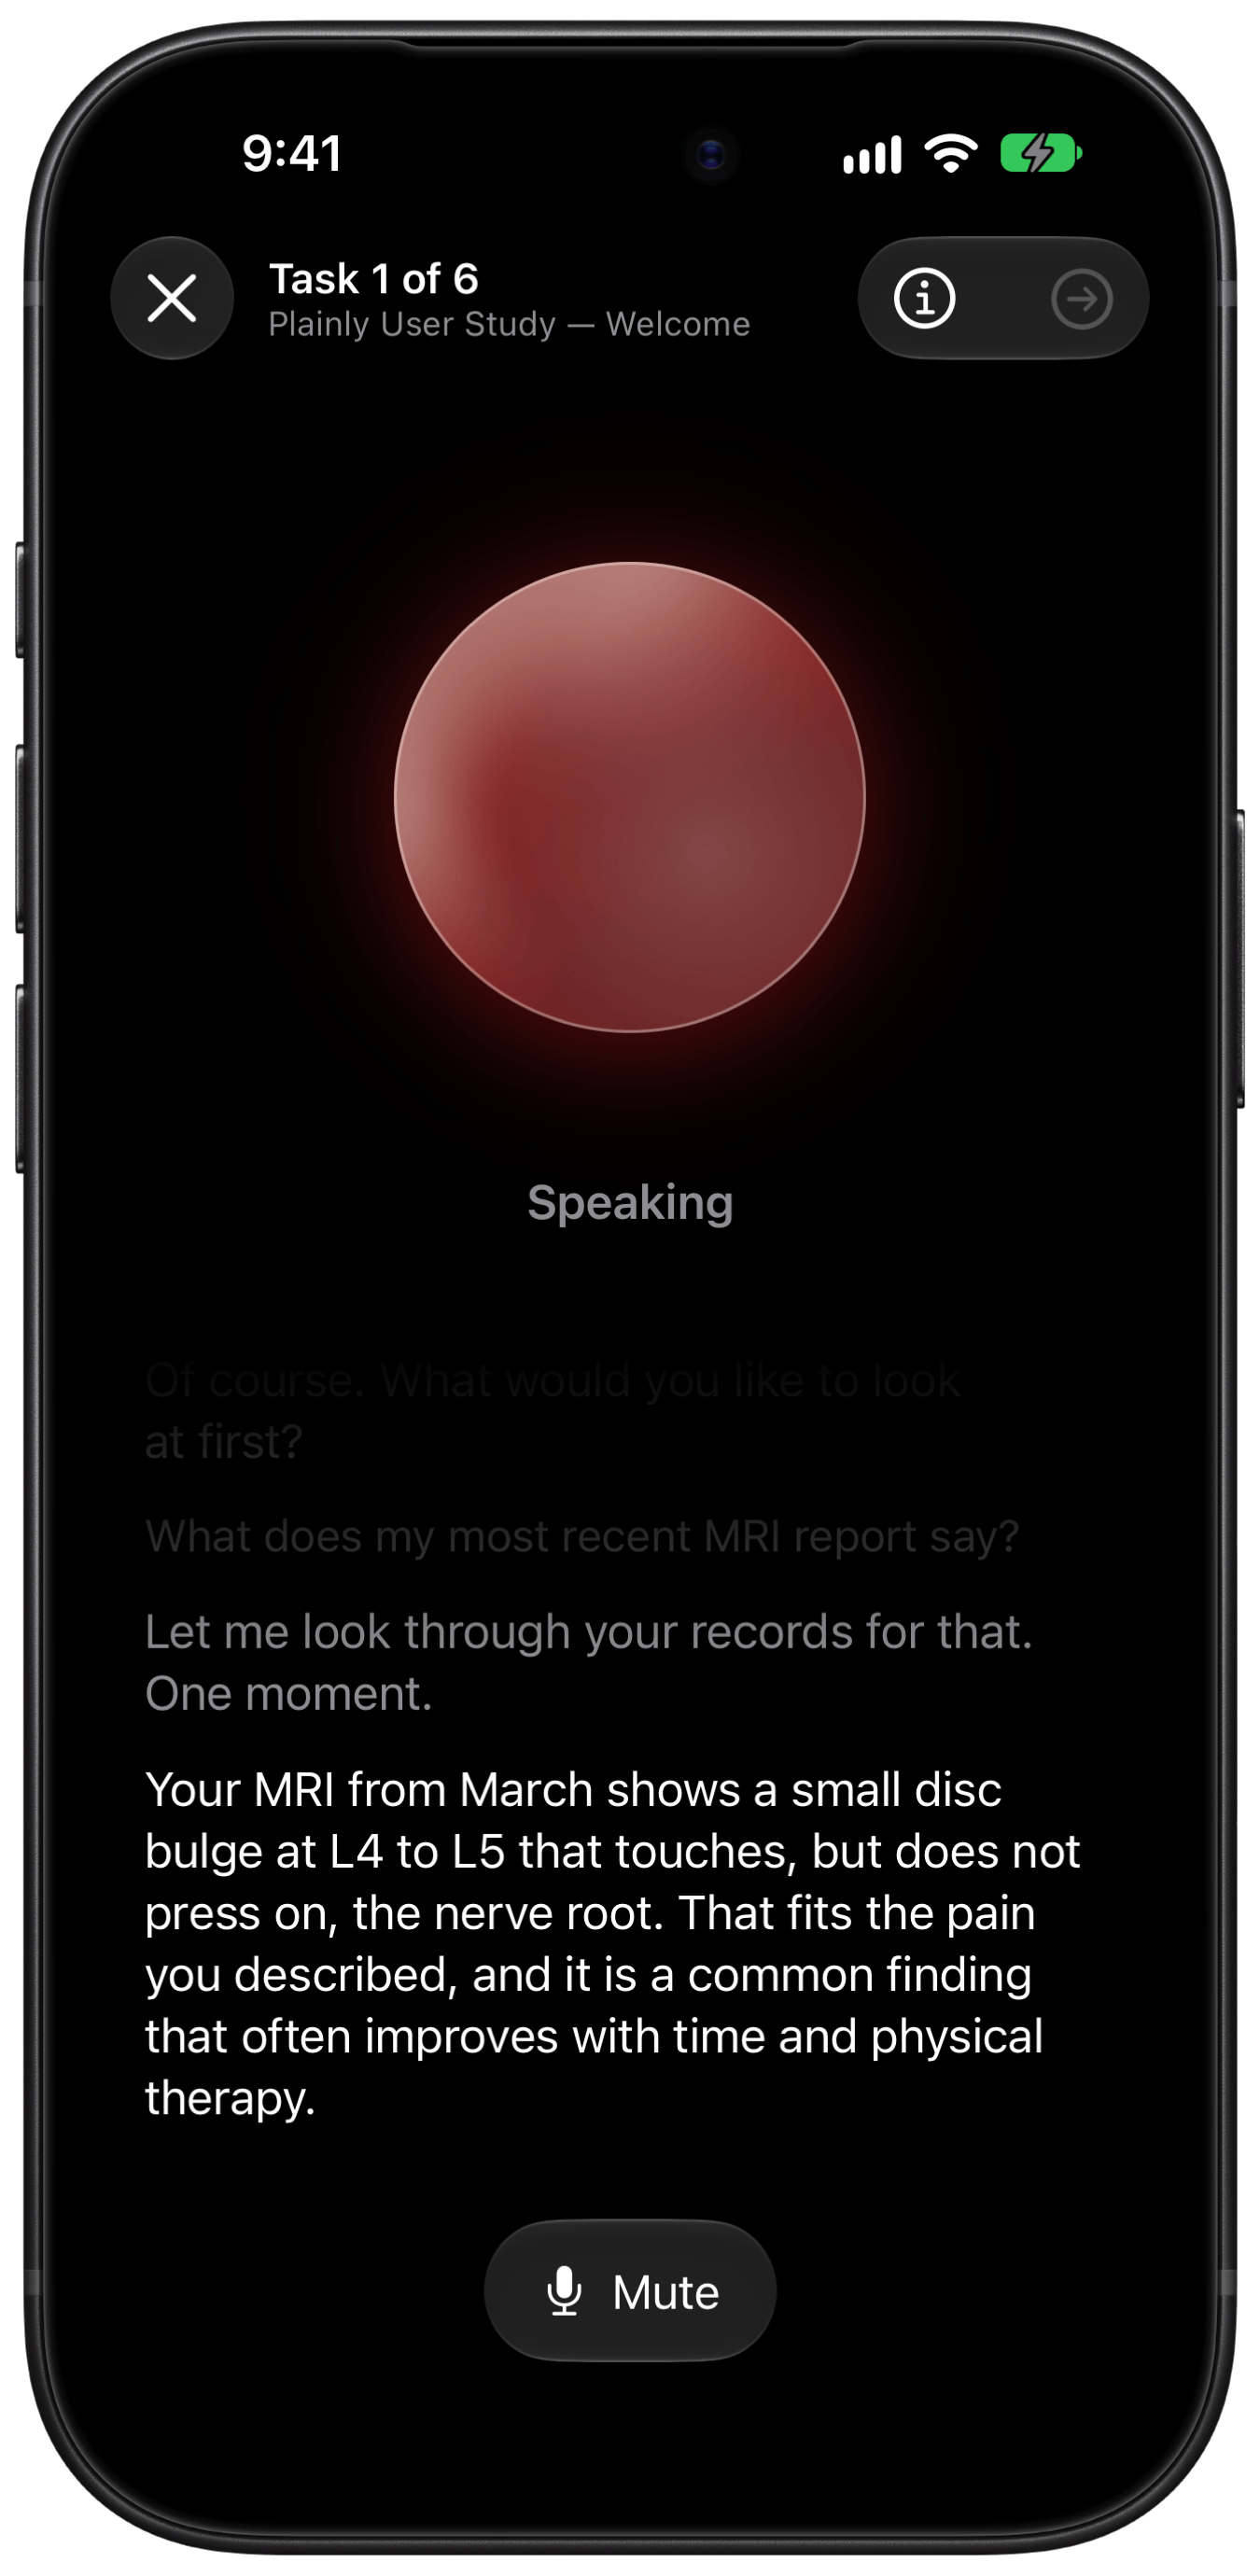 9:41
Task 1 of 6
Plainly User Study — Welcome
Speaking
Of course. What would you like to look
at first?
What does my most recent MRI report say?
Let me look through your records for that.
One moment.
Your MRI from March shows a small disc
bulge at L4 to L5 that touches, but does not
press on, the nerve root. That fits the pain
you described, and it is a common finding
that often improves with time and physical
therapy.
Mute